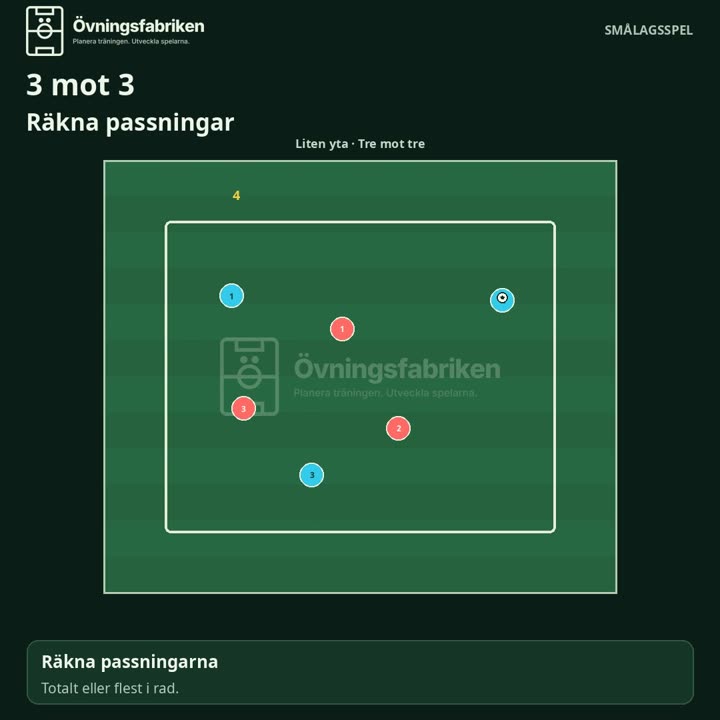 Övningsfabriken
Planera träningen. Utveckla spelarna.
SMÅLAGSSPEL
3 mot 3
Räkna passningar
Liten yta · Tre mot tre
4
1
1
Övningsfabriken
Planera träningen. Utveckla spelarna.
3
2
3
Räkna passningarna
Totalt eller flest i rad.